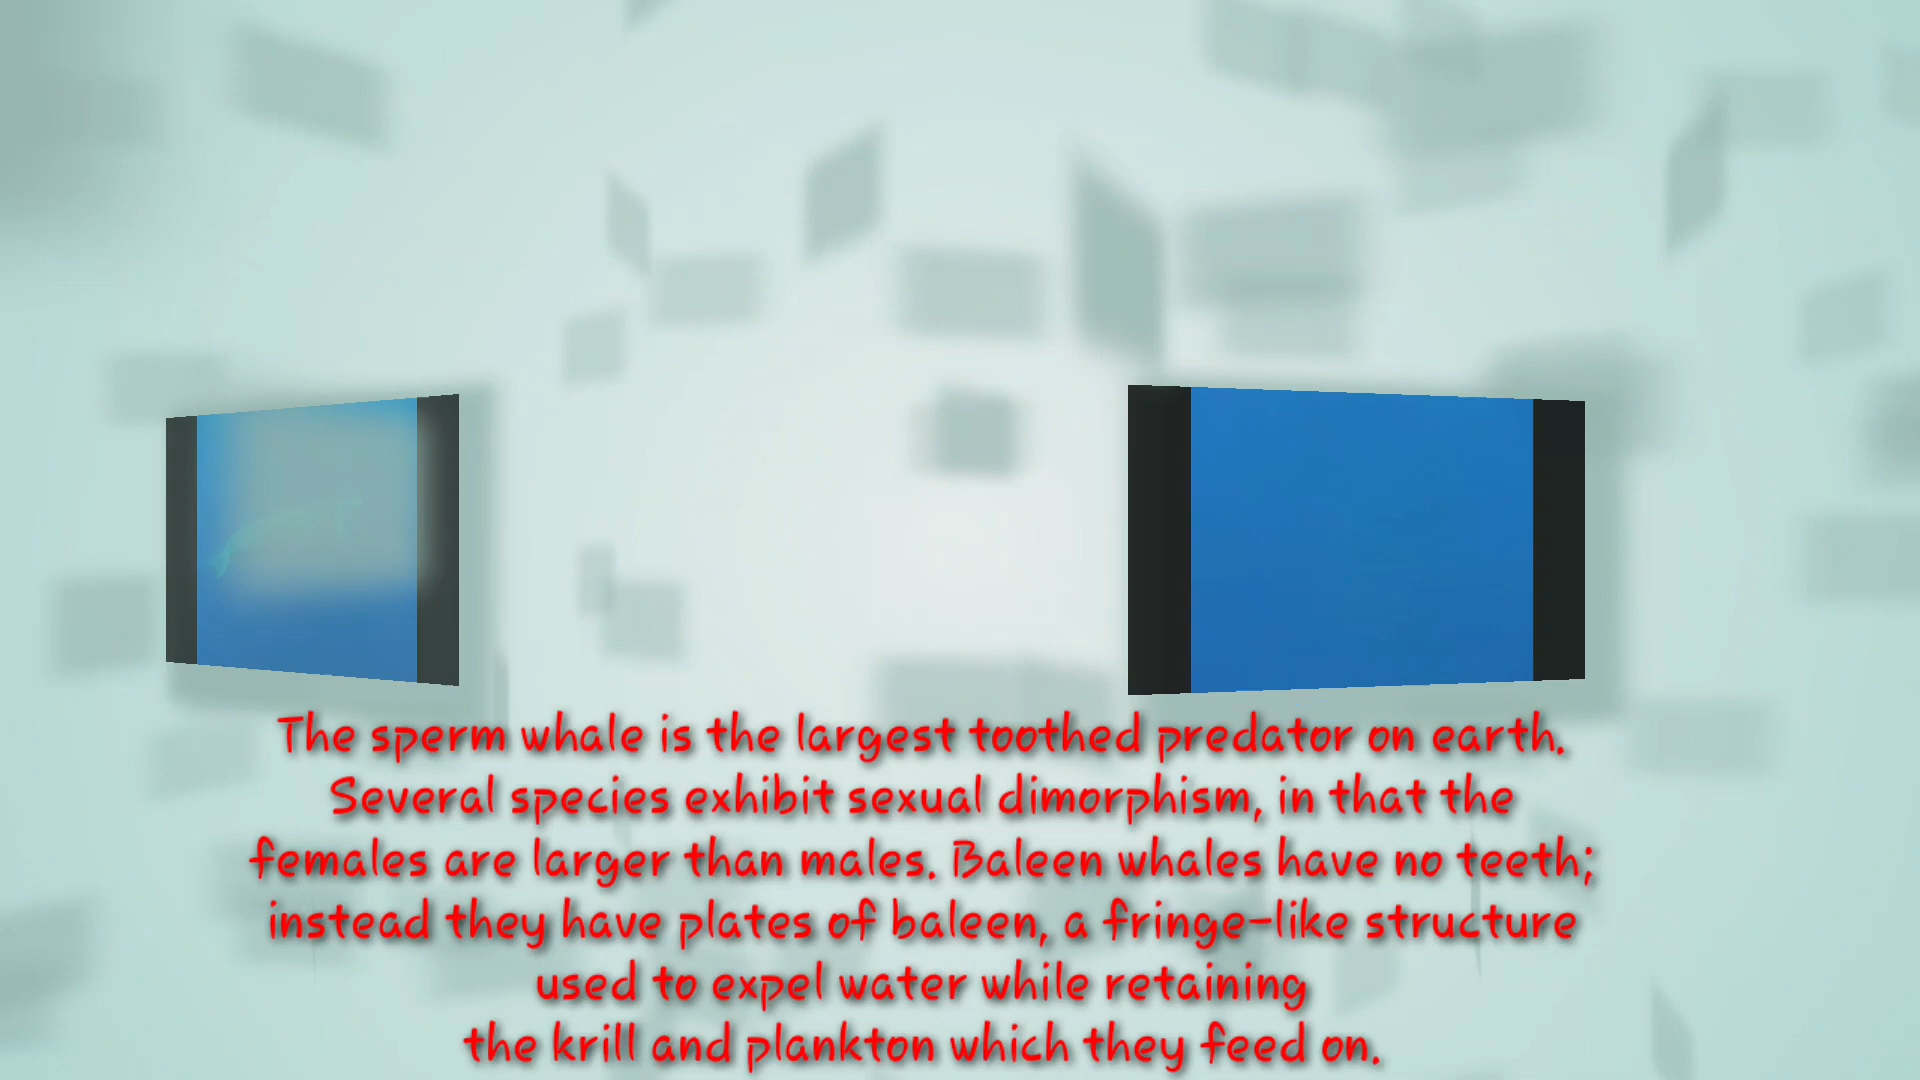 The sperm whale is the largest toothed predator on earth.
Several species exhibit sexual dimorphism, in that the
females are larger than males. Baleen whales have no teeth;
instead they have plates of baleen, a fringe-like structure
used to expel water while retaining
the krill and plankton which they feed on.